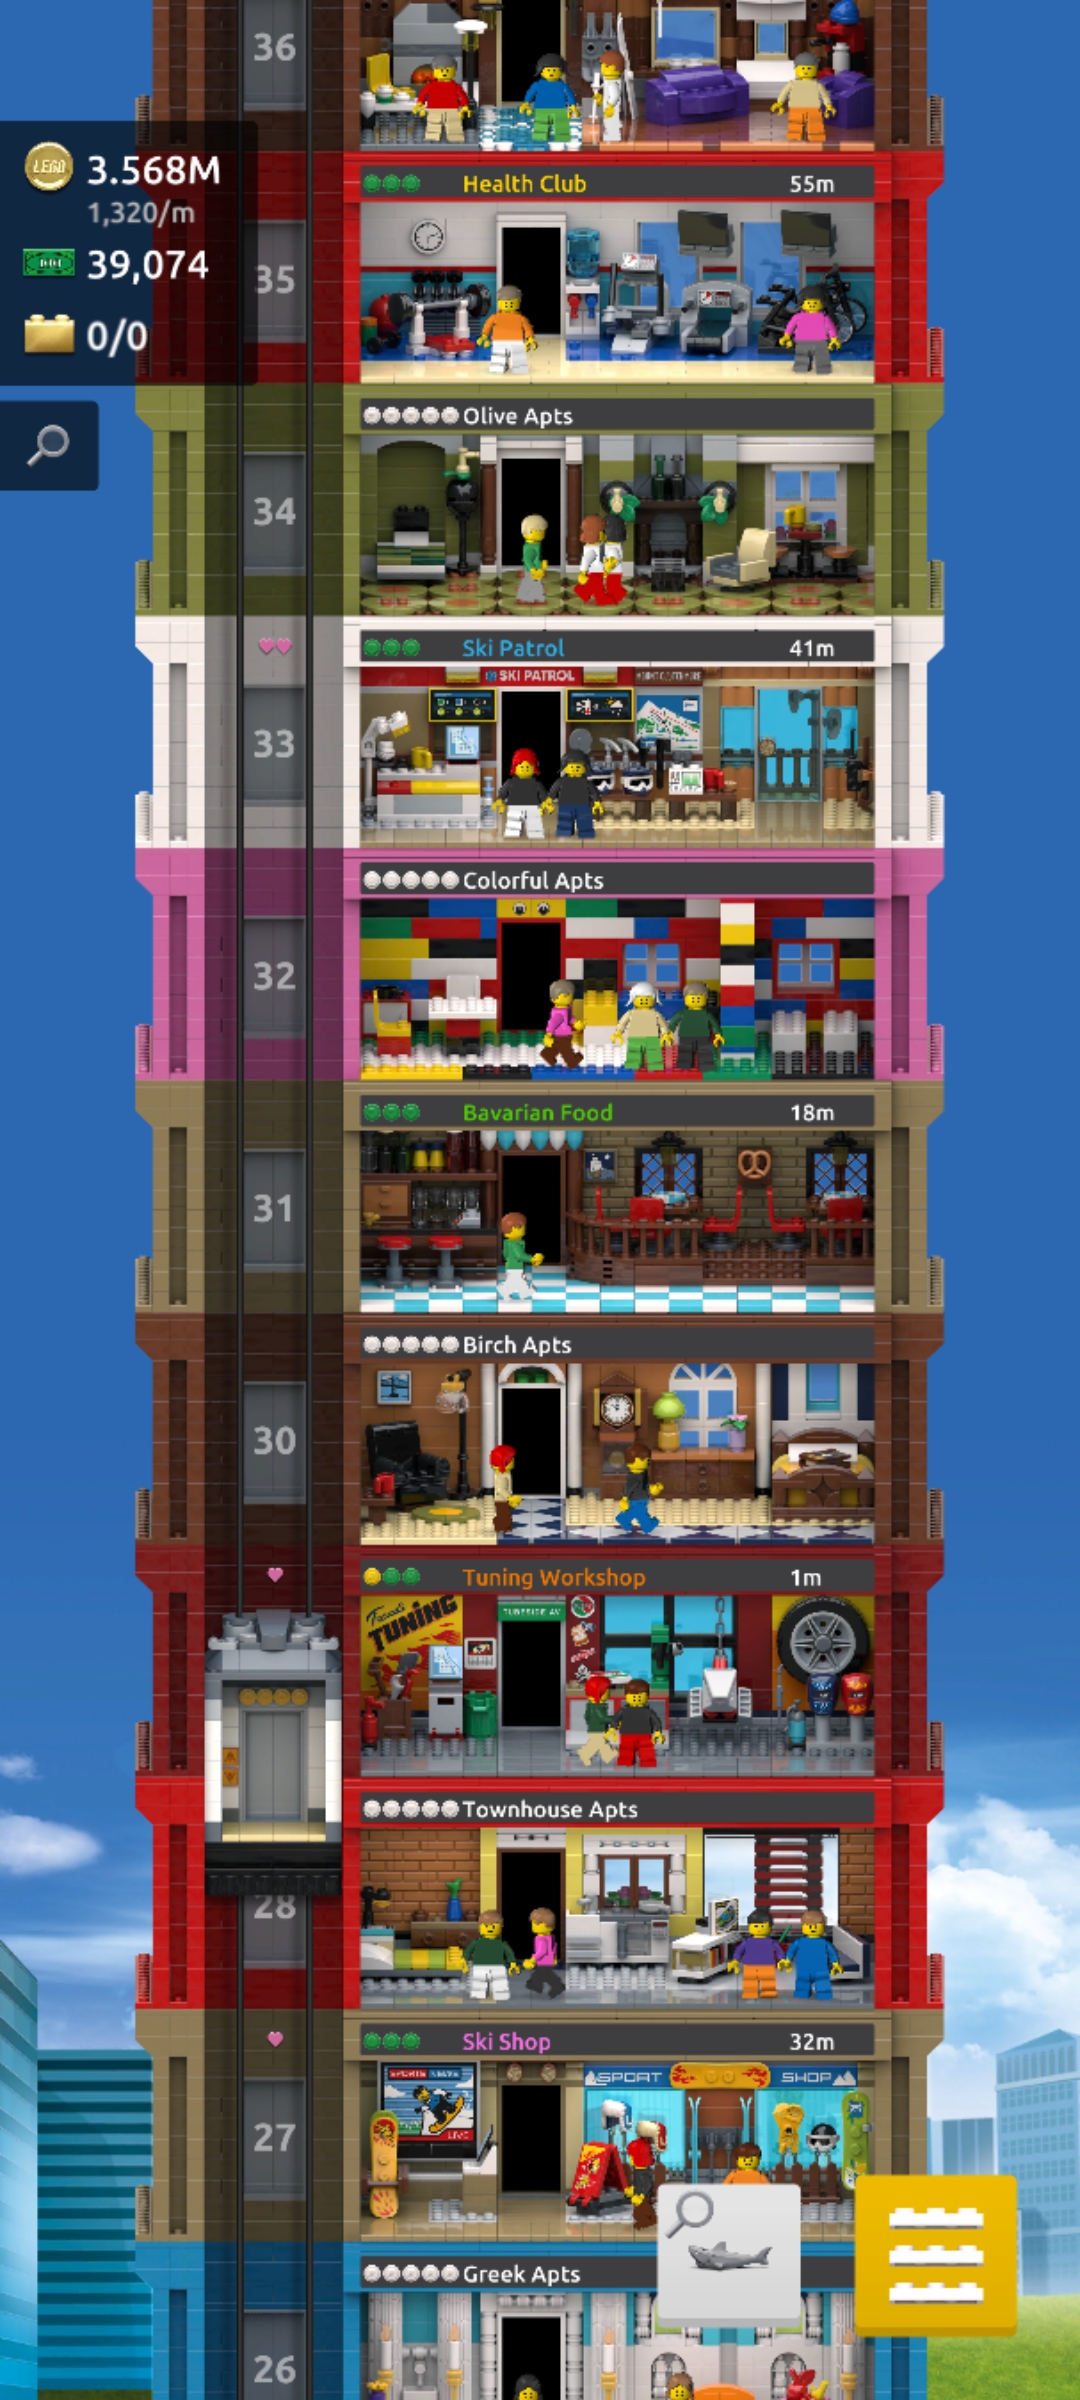 36
LEGO
3.568M
1,320/m
39,074
0/0
Health Club 55m
35
Olive Apts
34
Ski Patrol 41m
SKI PATROL
33
Colorful Apts
32
Bavarian Food 18m
31
Birch Apts
30
Tuning Workshop 1m
TUNING
Townhouse Apts
28
Ski Shop 32m
SPORT SHOP
LIVE
27
Greek Apts
26